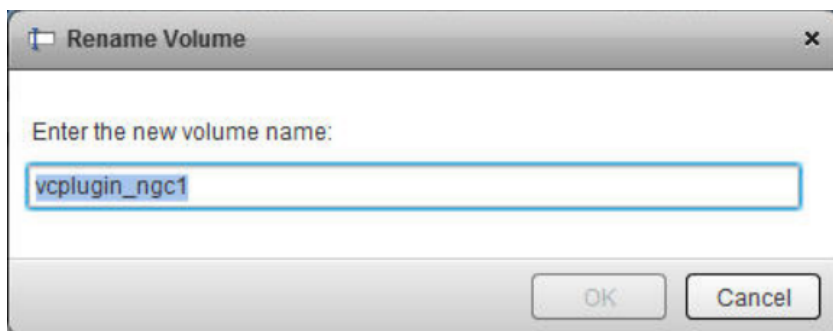 Rename Volume
Enter the new volume name:
vcplugin_ngc1
OK Cancel